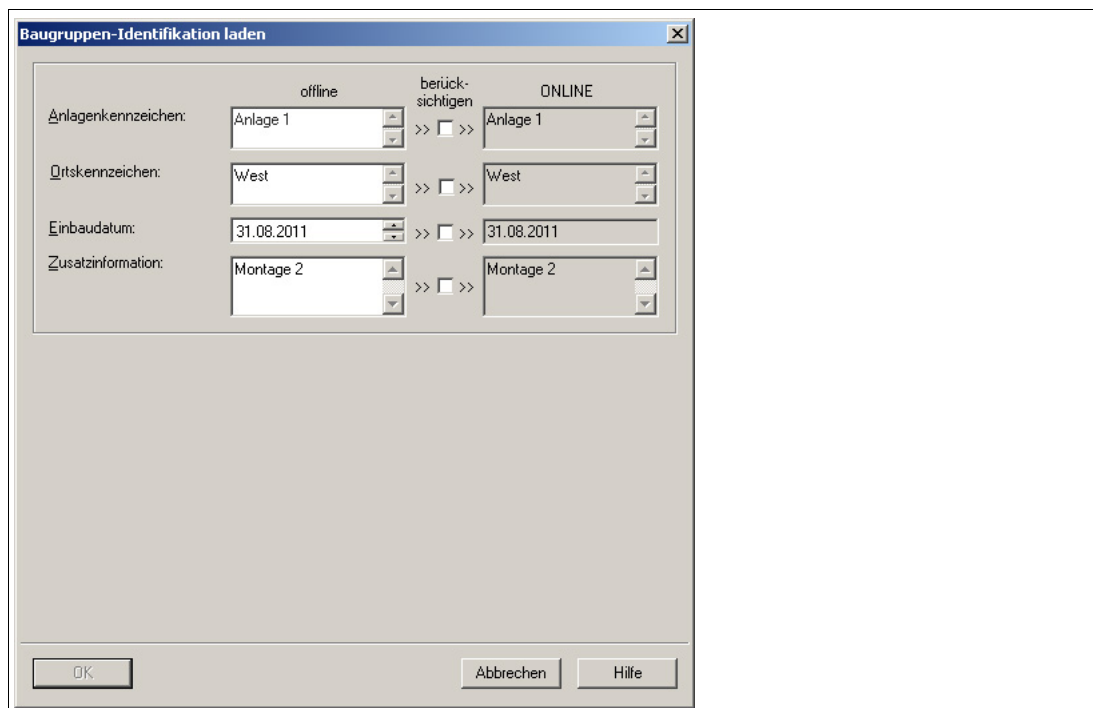 Baugruppen-Identifikation laden
offline berück-sichtigen ONLINE
Anlagenkennzeichen: Anlage 1 >> >> Anlage 1
Ortskennzeichen: West >> >> West
Einbaudatum: 31.08.2011 >> >> 31.08.2011
Zusatzinformation: Montage 2 >> >> Montage 2
OK Abbrechen Hilfe